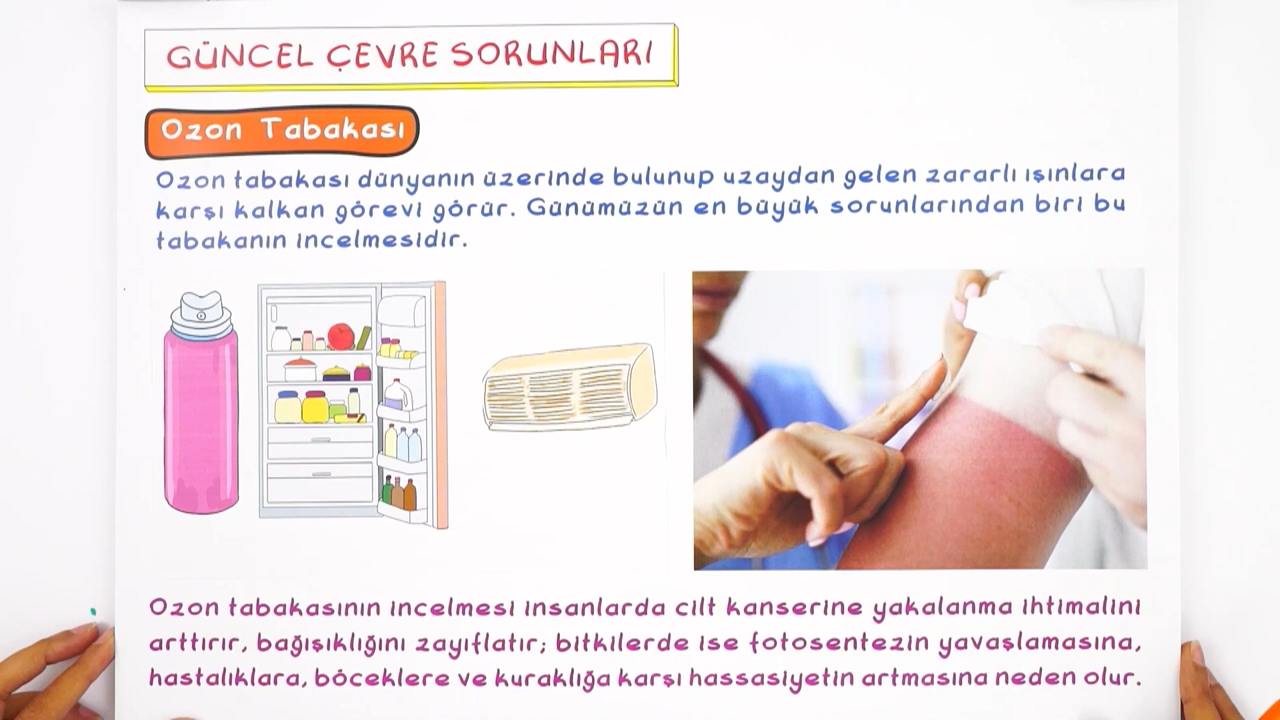 GÜNCEL ÇEVRE SORUNLARI
Ozon Tabakası
Ozon tabakası dünyanın üzerinde bulunup uzaydan gelen zararlı ışınlara
karşı kalkan görevi görür. Günümüzün en büyük sorunlarından biri bu
tabakanın incelmesidir.
Ozon tabakasının incelmesi insanlarda cilt kanserine yakalanma ihtimalini
arttırır, bağışıklığını zayıflatır; bitkilerde ise fotosentezin yavaşlamasına,
hastalıklara, böceklere ve kuraklığa karşı hassasiyetin artmasına neden olur.